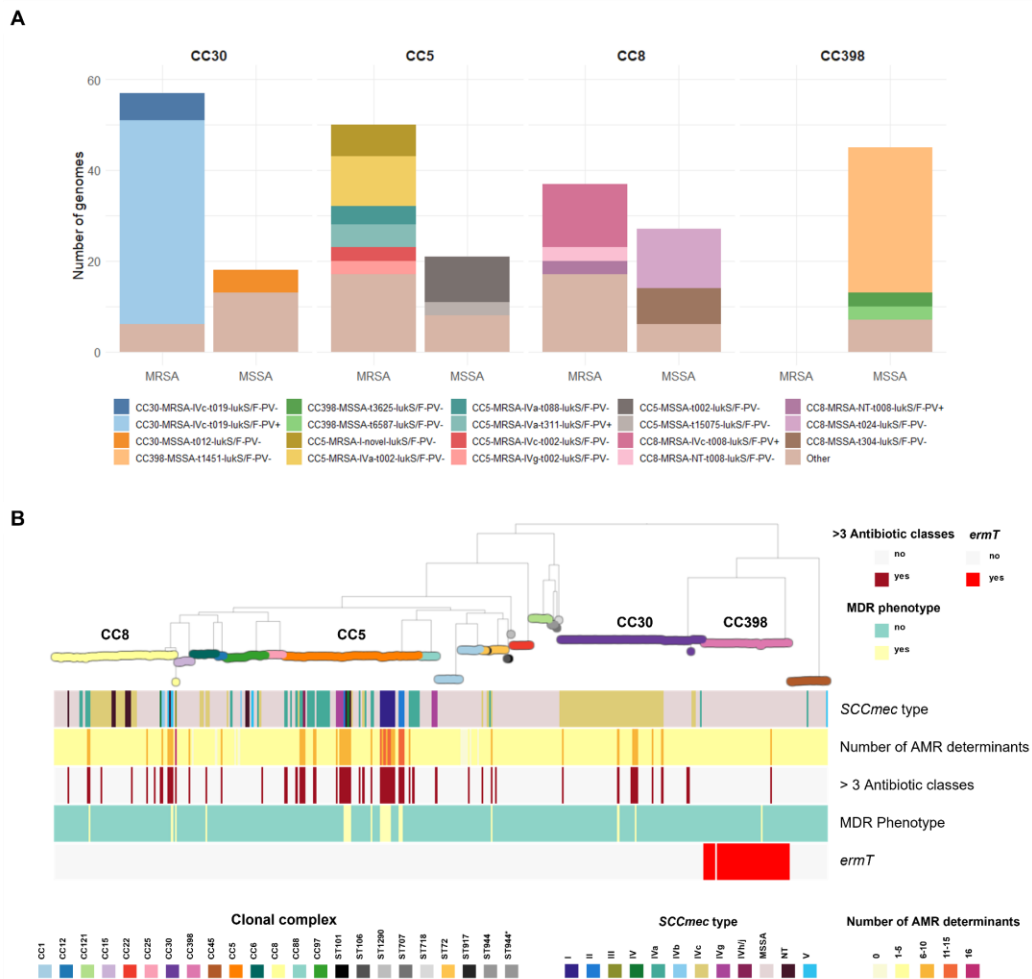 A
CC30 CC5 CC8 CC398
Number of genomes
60
40
20
0
MRSA MSSA MRSA MSSA MRSA MSSA MRSA MSSA
CC30-MRSA-IVc-t019-lukS/F-PV- CC398-MSSA-t3625-lukS/F-PV- CC5-MRSA-IVa-t088-lukS/F-PV- CC5-MSSA-t002-lukS/F-PV- CC8-MRSA-NT-t008-lukS/F-PV+
CC30-MRSA-IVc-t019-lukS/F-PV+ CC398-MSSA-t6587-lukS/F-PV- CC5-MRSA-IVa-t311-lukS/F-PV+ CC5-MSSA-t15075-lukS/F-PV- CC8-MSSA-t024-lukS/F-PV-
CC30-MSSA-t012-lukS/F-PV- CC5-MRSA-I-novel-lukS/F-PV- CC5-MRSA-IVc-t002-lukS/F-PV- CC8-MRSA-IVc-t008-lukS/F-PV+ CC8-MSSA-t304-lukS/F-PV-
CC398-MSSA-t1451-lukS/F-PV- CC5-MRSA-IVa-t002-lukS/F-PV- CC5-MRSA-IVg-t002-lukS/F-PV- CC8-MRSA-NT-t008-lukS/F-PV- Other
B
>3 Antibiotic classes ermT
no no
yes yes
MDR phenotype
no
yes
CC8 CC5 CC30 CC398
SCCmec type
Number of AMR determinants
> 3 Antibiotic classes
MDR Phenotype
ermT
Clonal complex SCCmec type Number of AMR determinants
CC1 CC12 CC121 CC15 CC22 CC25 CC30 CC398 CC45 CC5 CC6 CC8 CC88 CC97 ST101 ST106 ST1290 ST707 ST718 ST72 ST917 ST944 ST944* I II III IV IVa IVb IVc IVg IVh/j MSSA NT V 0 1-5 6-10 11-15 16